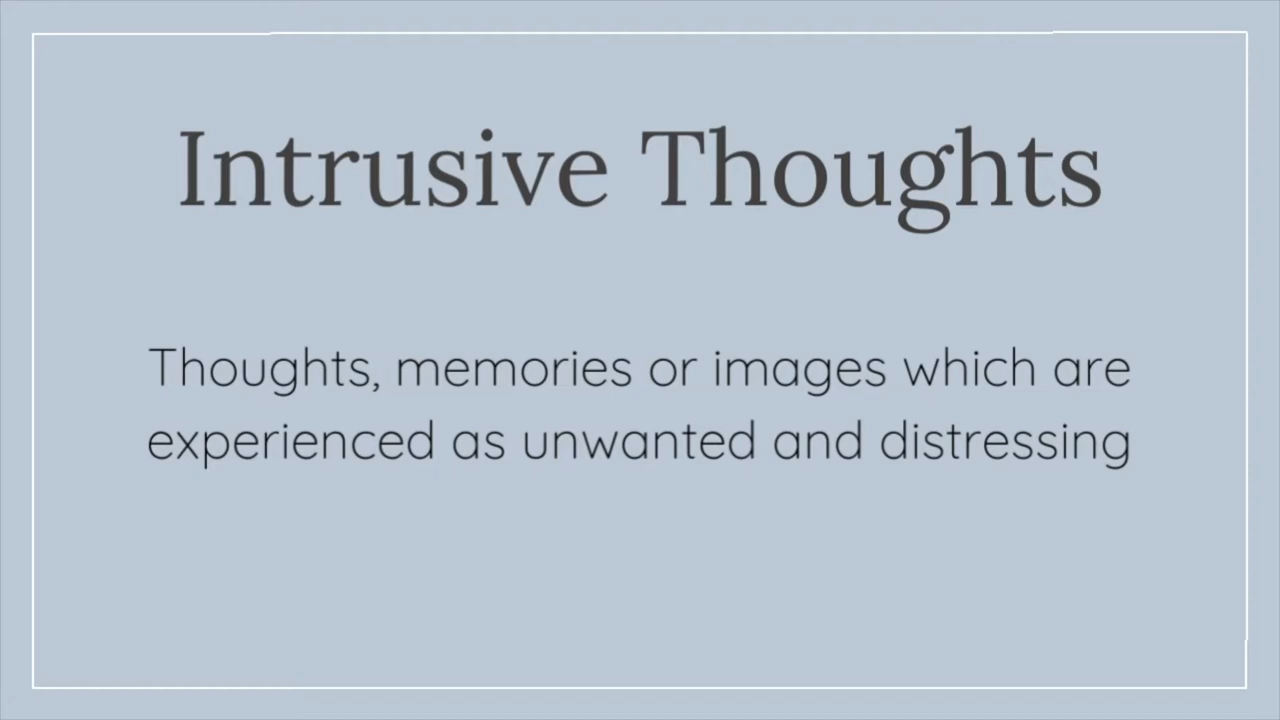 Intrusive Thoughts
Thoughts, memories or images which are
experienced as unwanted and distressing